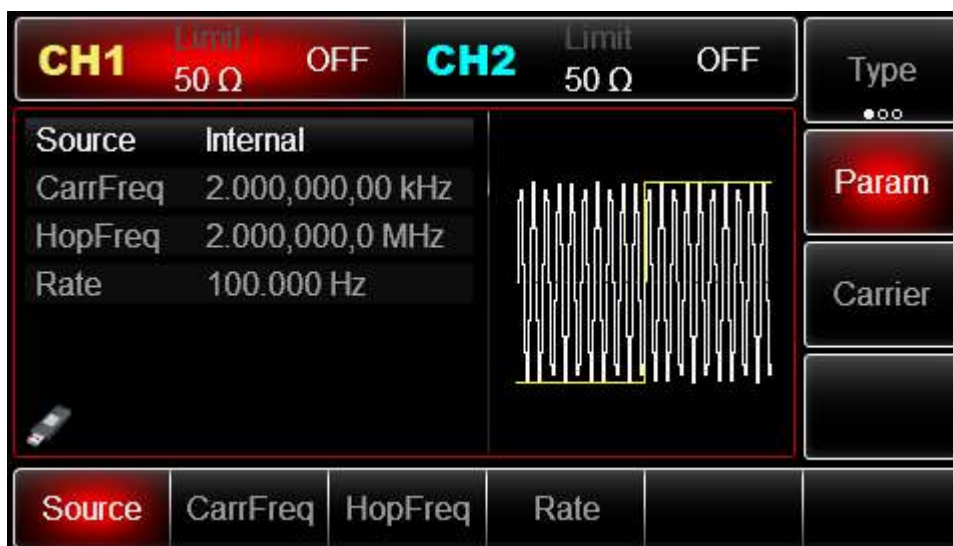 CH1 Limit 50 Ω OFF
CH2 Limit 50 Ω OFF
Type
Source Internal
CarrFreq 2.000,000,00 kHz
HopFreq 2.000,000,0 MHz
Rate 100.000 Hz
Param
Carrier
Source CarrFreq HopFreq Rate